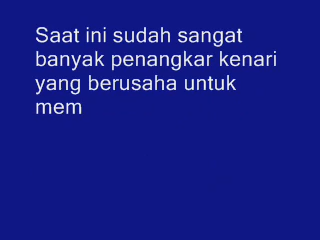 Saat ini sudah sangat
banyak penangkar kenari
yang berusaha untuk
mem